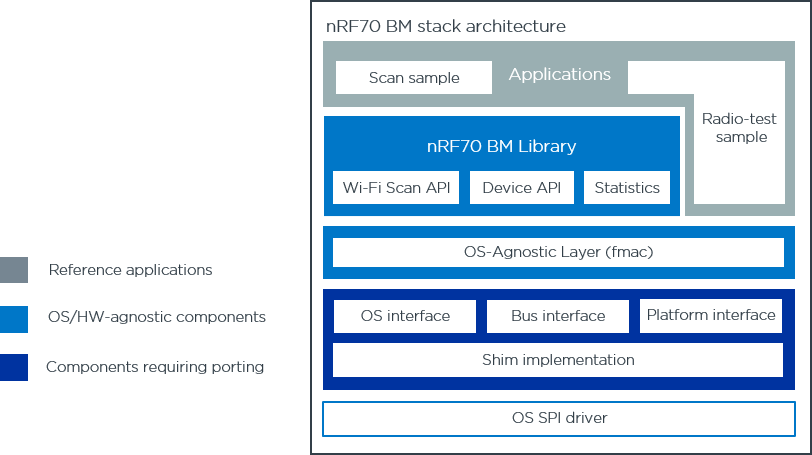 nRF70 BM stack architecture
Scan sample
Applications
Radio-test
sample
nRF70 BM Library
Wi-Fi Scan API
Device API
Statistics
OS-Agnostic Layer (fmac)
Reference applications
OS/HW-agnostic components
Components requiring porting
OS interface
Bus interface
Platform interface
Shim implementation
OS SPI driver